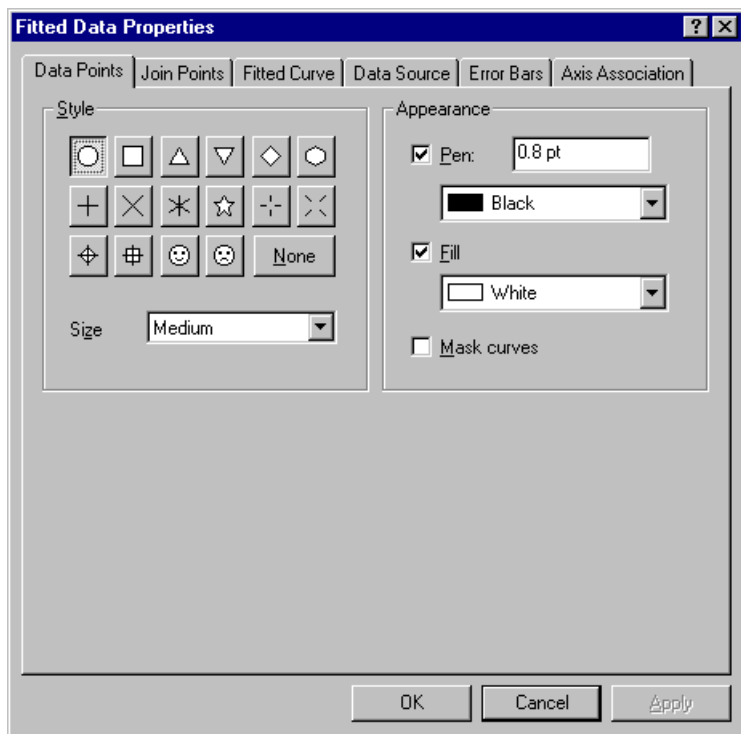 Fitted Data Properties
Data Points Join Points Fitted Curve Data Source Error Bars Axis Association
Style
None
Size Medium
Appearance
Pen: 0.8 pt
Black
Fill
White
Mask curves
OK Cancel Apply